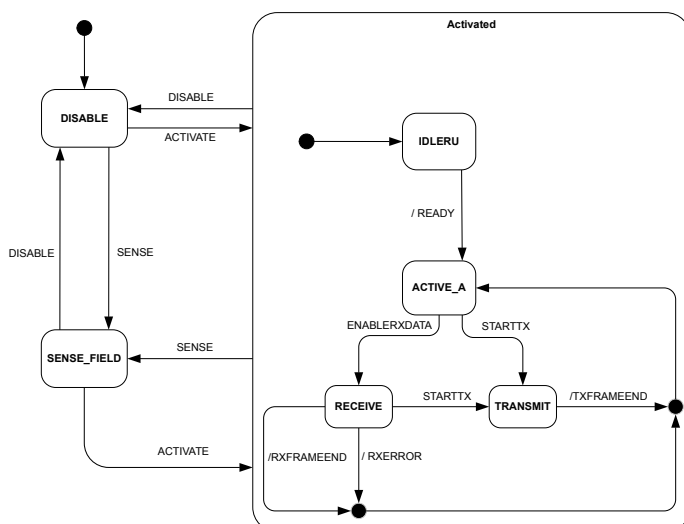 Activated
DISABLE
DISABLE
ACTIVATE
IDLERU
/ READY
DISABLE
SENSE
ACTIVE_A
ENABLERXDATA
STARTTX
SENSE_FIELD
SENSE
RECEIVE
STARTTX
TRANSMIT
/TXFRAMEEND
ACTIVATE
/RXFRAMEEND
/ RXERROR